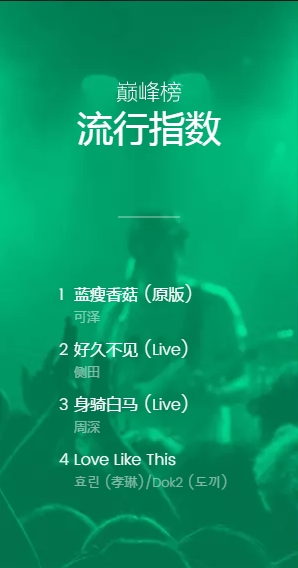 巅峰榜
流行指数
1 蓝瘦香菇（原版）
可泽
2 好久不见 (Live)
侧田
3 身骑白马 (Live)
周深
4 Love Like This
효린 (孝琳)/Dok2 (도끼)